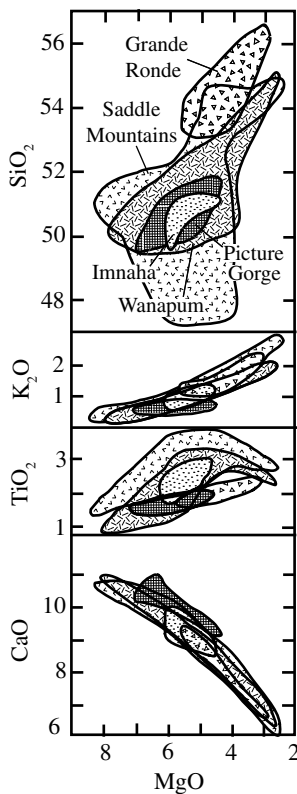 56
Grande
Ronde
54
Saddle
Mountains
SiO₂
52
50
Imnaha
Picture
Gorge
Wanapum
48
K₂O
2
1
TiO₂
3
1
CaO
10
8
6
8
6
4
2
MgO